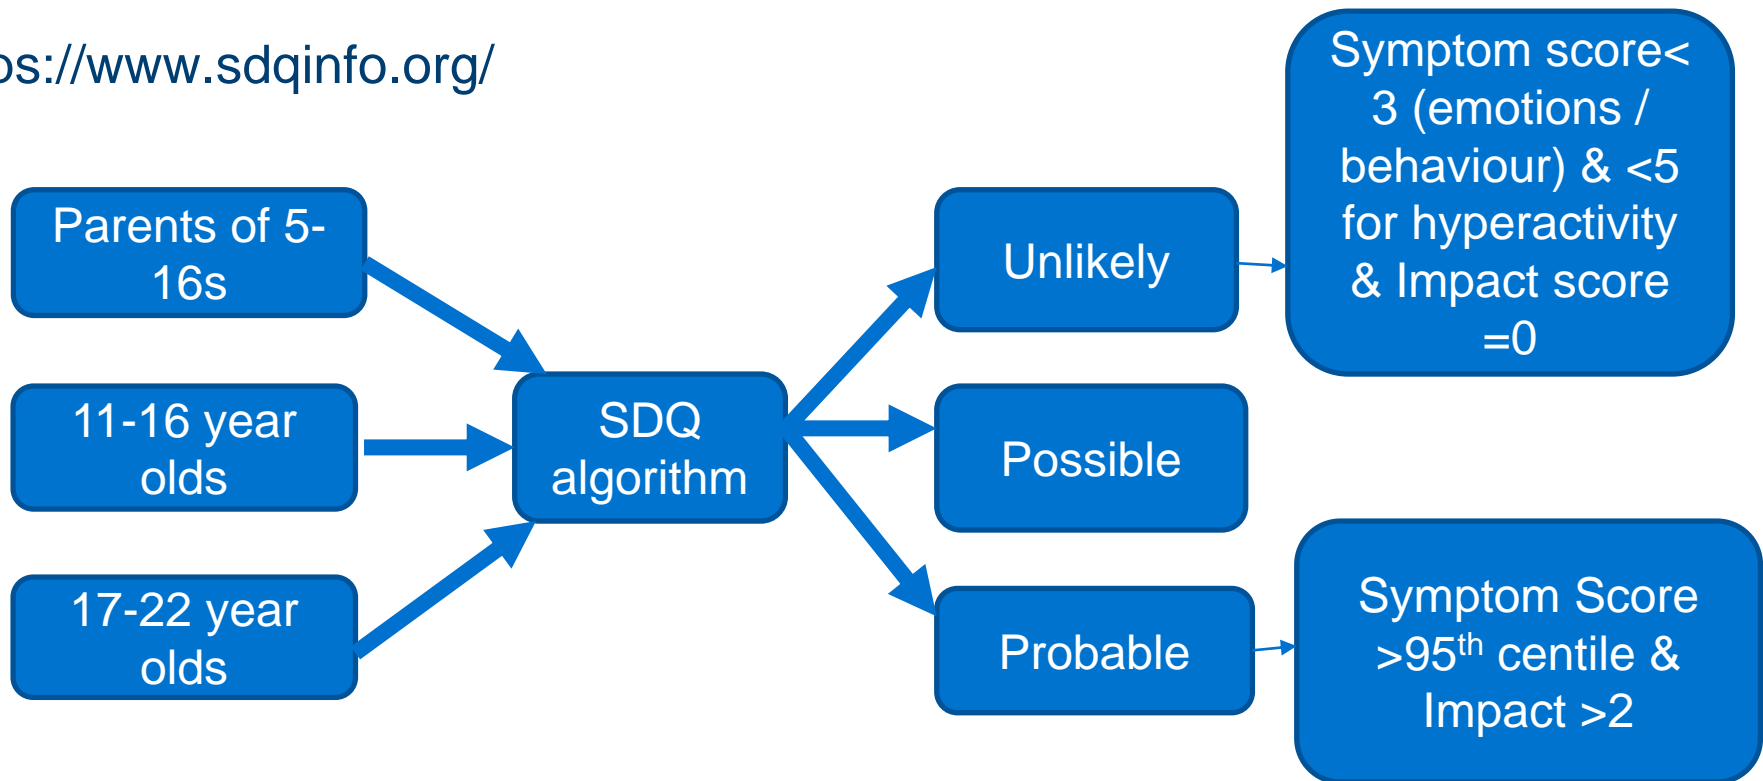 os://www.sdqinfo.org/
Parents of 5-
16s
11-16 year
olds
17-22 year
olds
SDQ
algorithm
Unlikely
Possible
Probable
Symptom score<
3 (emotions /
behaviour) & <5
for hyperactivity
& Impact score
=0
Symptom Score
>95th centile &
Impact >2